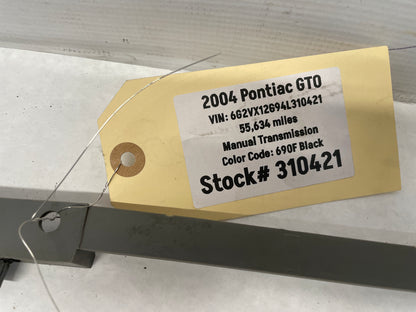 2004 Pontiac GTO
VIN: 6G2VX12G94L310421
55,634 miles
Manual Transmission
Color Code: 690F Black
Stock# 310421